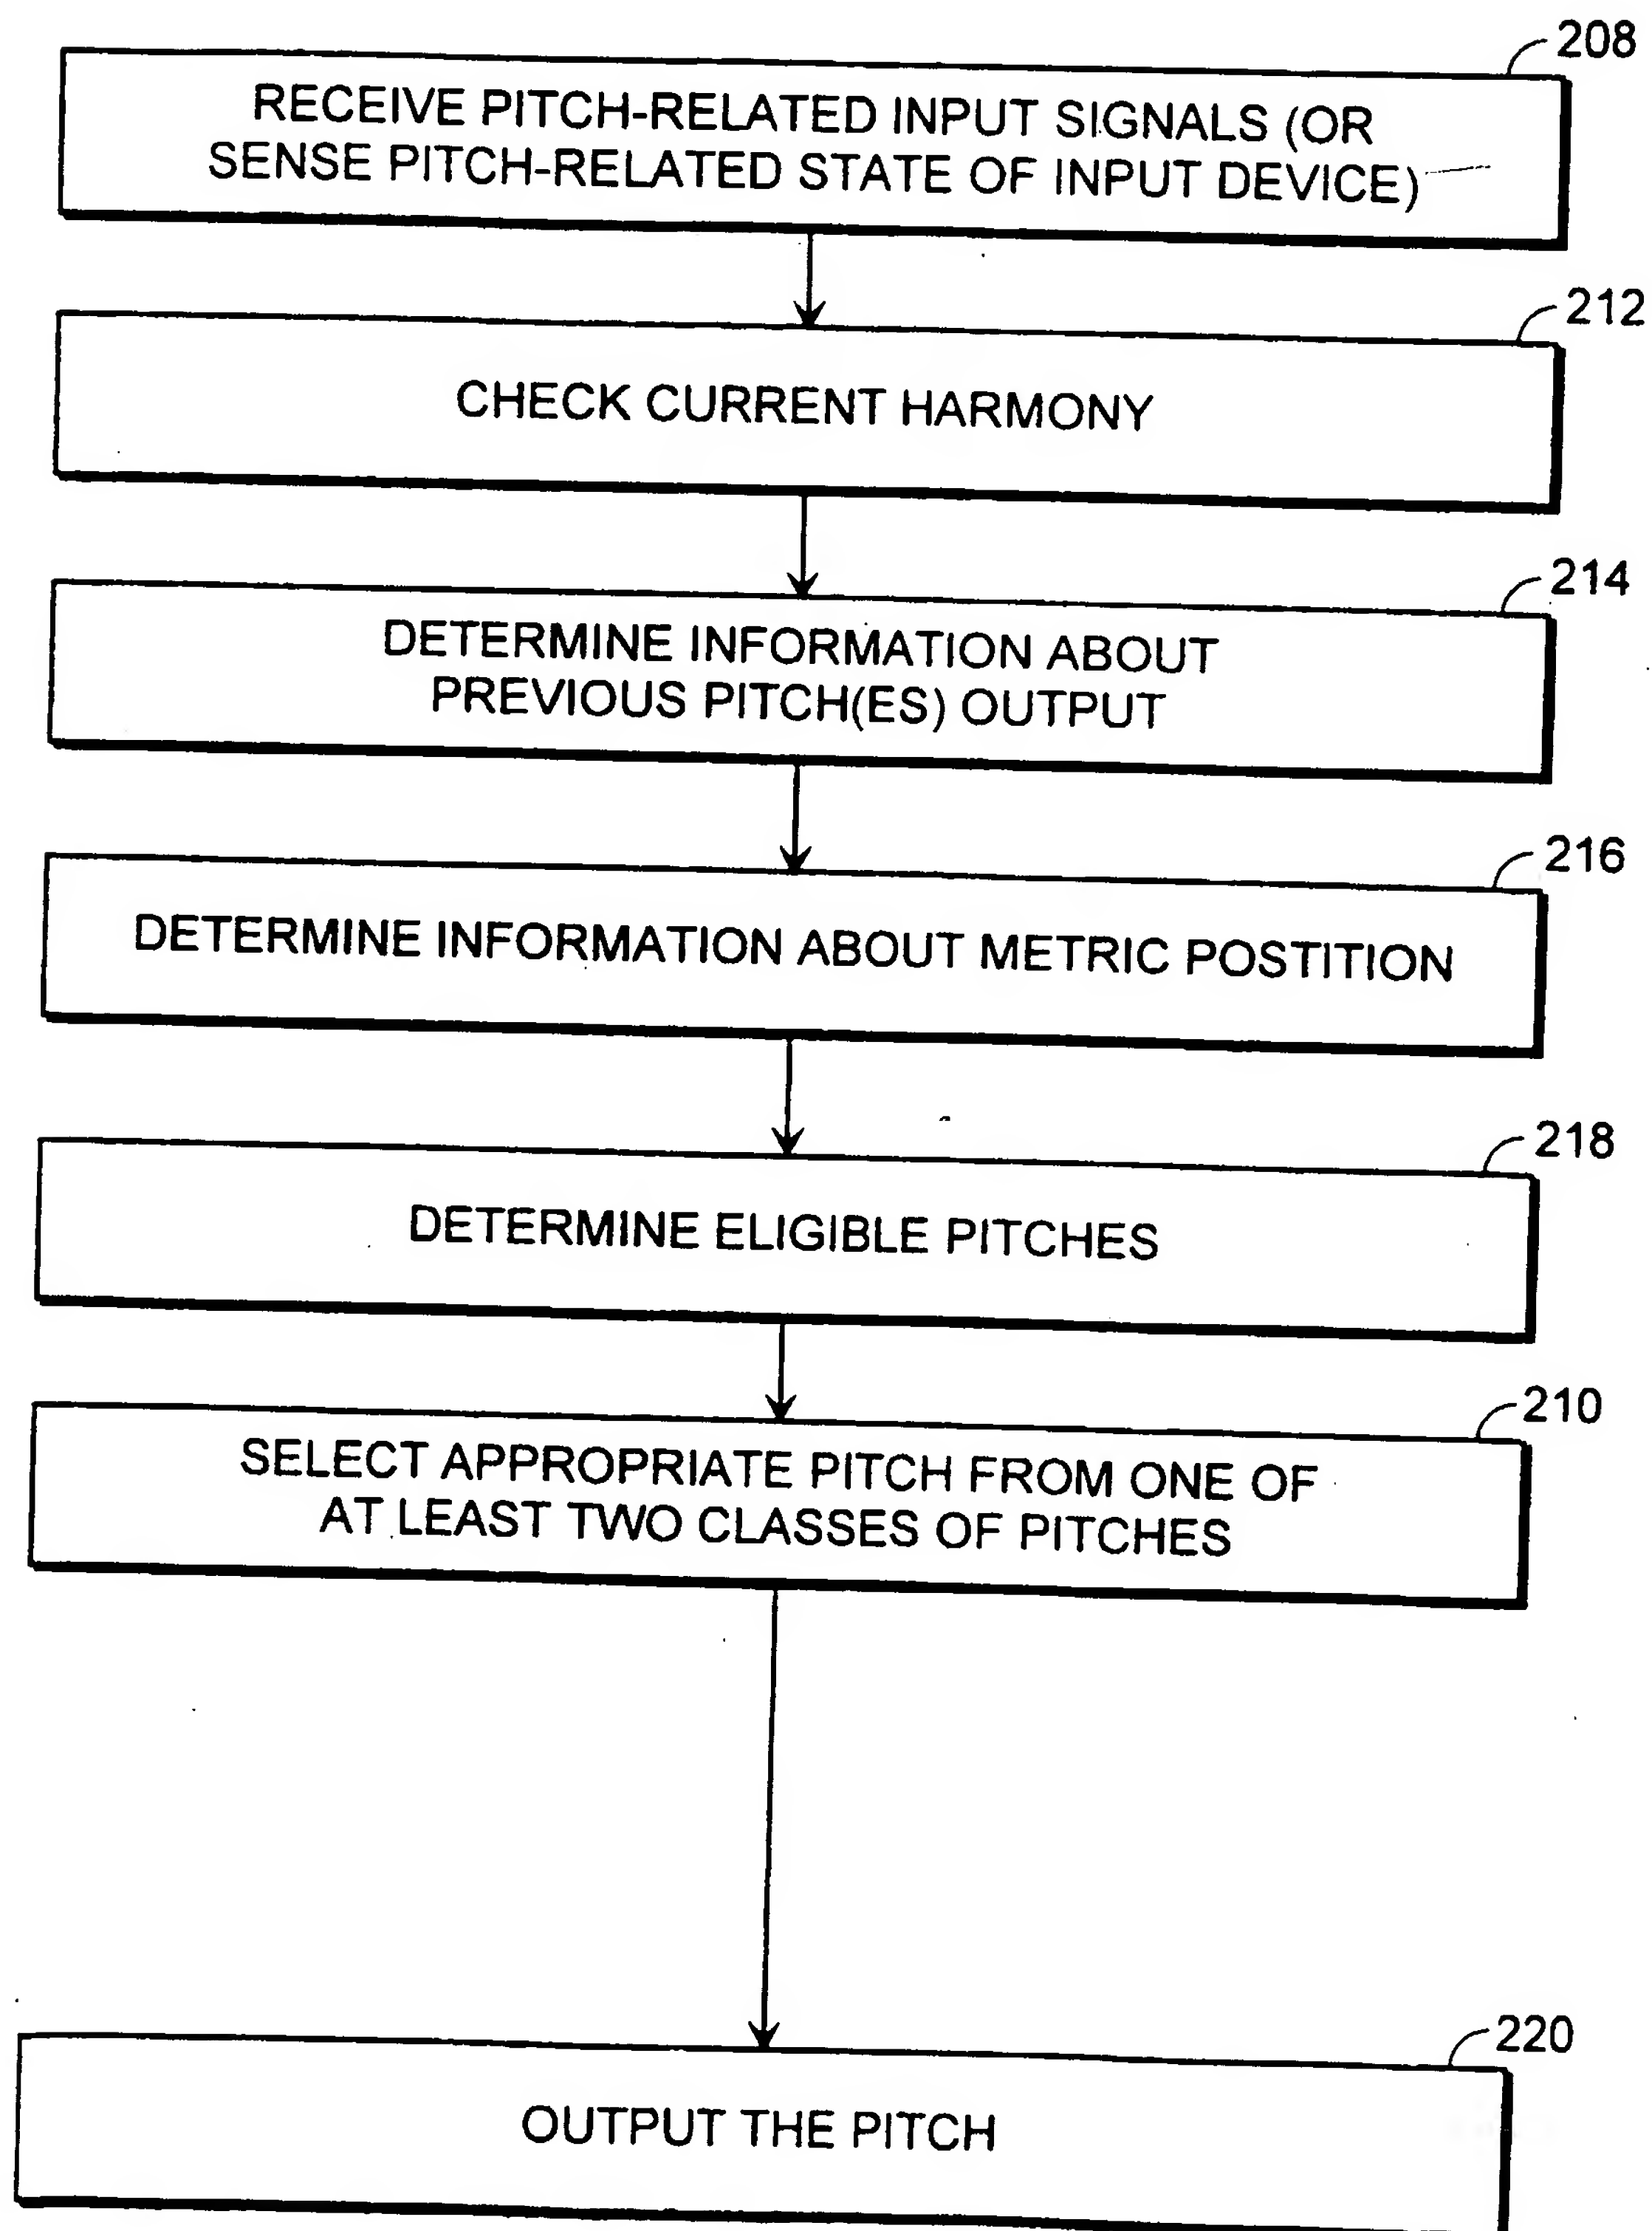 208
RECEIVE PITCH-RELATED INPUT SIGNALS (OR
SENSE PITCH-RELATED STATE OF INPUT DEVICE)
212
CHECK CURRENT HARMONY
214
DETERMINE INFORMATION ABOUT
PREVIOUS PITCH(ES) OUTPUT
216
DETERMINE INFORMATION ABOUT METRIC POSTITION
218
DETERMINE ELIGIBLE PITCHES
210
SELECT APPROPRIATE PITCH FROM ONE OF
AT LEAST TWO CLASSES OF PITCHES
220
OUTPUT THE PITCH